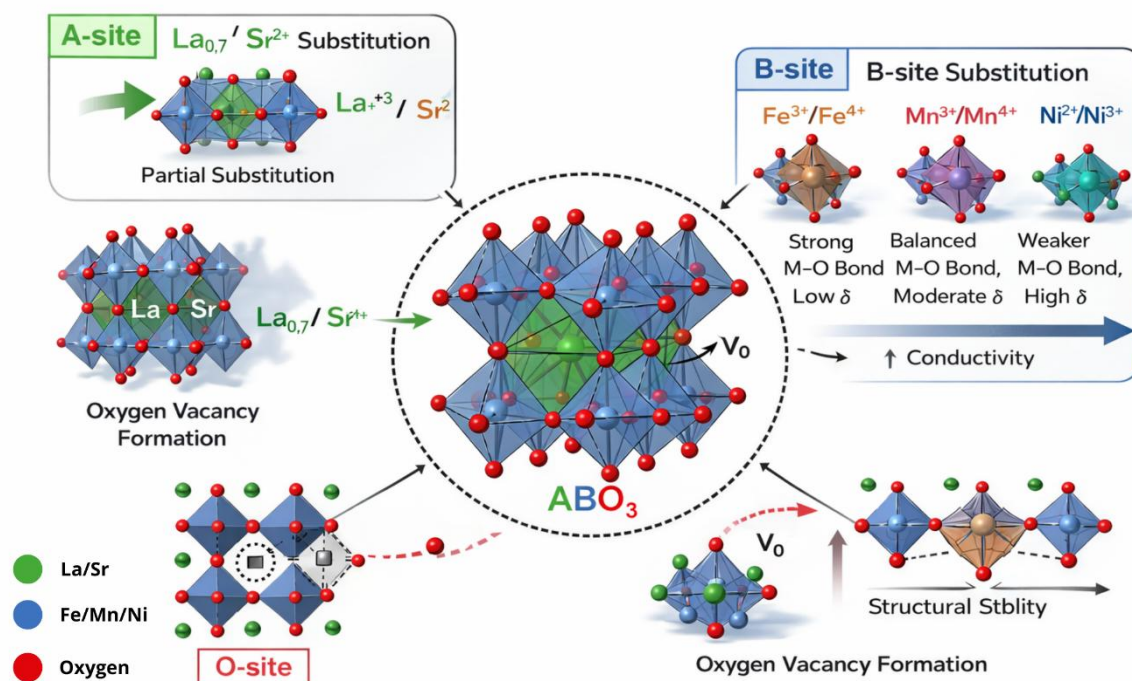 A-site La0,7 / Sr2+ Substitution
La+ +3 / Sr2
Partial Substitution
B-site B-site Substitution
Fe3+/Fe4+ Mn3+/Mn4+ Ni2+/Ni3+
Strong Balanced Weaker
M–O Bond M–O Bond, M–O Bond,
Low δ Moderate δ High δ
↑ Conductivity
La Sr
La0,7 / Sr4+
Oxygen Vacancy
Formation
V0
ABO3
La/Sr
Fe/Mn/Ni
Oxygen
O-site
V0
Structural Stblity
Oxygen Vacancy Formation